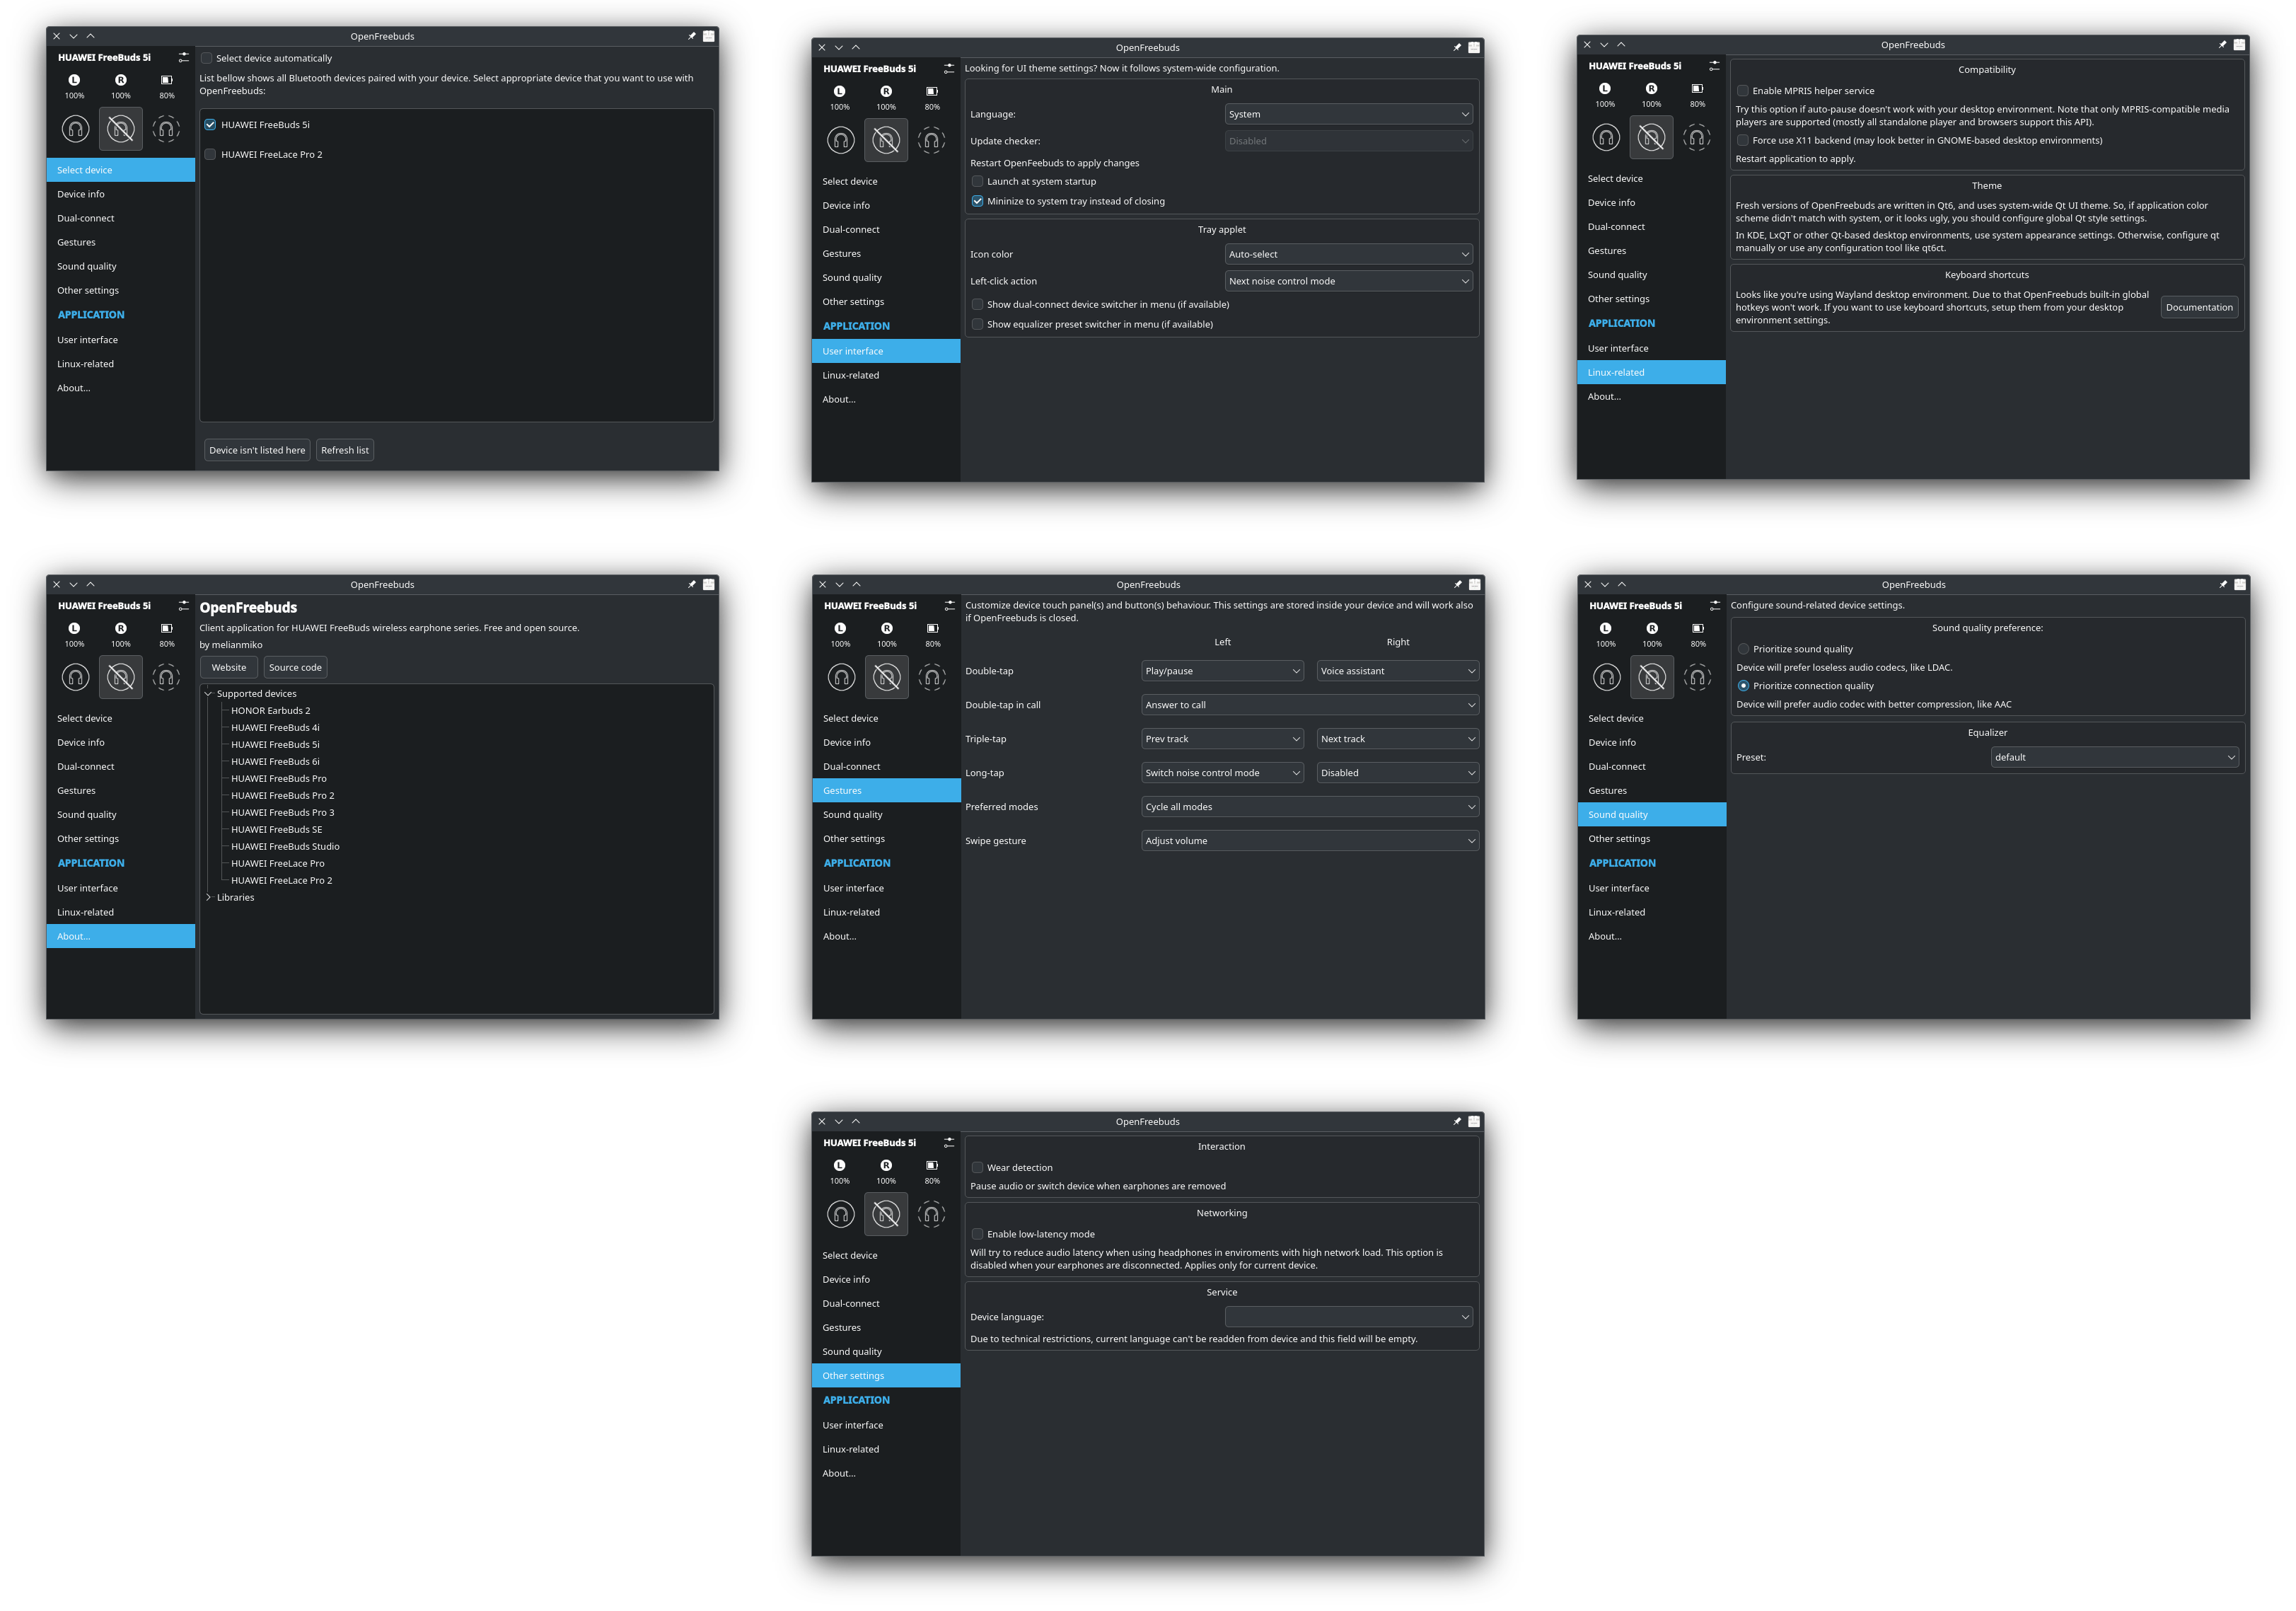 OpenFreebuds
HUAWEI FreeBuds 5i
L R
100% 100% 80%
Select device
Device info
Dual-connect
Gestures
Sound quality
Other settings
APPLICATION
User interface
Linux-related
About...
Select device automatically
List bellow shows all Bluetooth devices paired with your device. Select appropriate device that you want to use with
OpenFreebuds:
HUAWEI FreeBuds 5i
HUAWEI FreeLace Pro 2
Device isn't listed here Refresh list
OpenFreebuds
HUAWEI FreeBuds 5i
L R
100% 100% 80%
Select device
Device info
Dual-connect
Gestures
Sound quality
Other settings
APPLICATION
User interface
Linux-related
About...
Looking for UI theme settings? Now it follows system-wide configuration.
Main
Language: System
Update checker: Disabled
Restart OpenFeebuds to apply changes
Launch at system startup
Mininize to system tray instead of closing
Tray applet
Icon color Auto-select
Left-click action Next noise control mode
Show dual-connect device switcher in menu (if available)
Show equalizer preset switcher in menu (if available)
OpenFreebuds
HUAWEI FreeBuds 5i
L R
100% 100% 80%
Select device
Device info
Dual-connect
Gestures
Sound quality
Other settings
APPLICATION
User interface
Linux-related
About...
Compatibility
Enable MPRIS helper service
Try this option if auto-pause doesn't work with your desktop environment. Note that only MPRIS-compatible media
players are supported (mostly all standalone player and browsers support this API).
Force use X11 backend (may look better in GNOME-based desktop environments)
Restart application to apply.
Theme
Fresh versions of OpenFreebuds are written in Qt6, and uses system-wide Qt UI theme. So, if application color
scheme didn't match with system, or it looks ugly, you should configure global Qt style settings.
In KDE, LxQT or other Qt-based desktop environments, use system appearance settings. Otherwise, configure qt
manually or use any configuration tool like qt6ct.
Keyboard shortcuts
Looks like you're using Wayland desktop environment. Due to that OpenFreebuds built-in global
hotkeys won't work. If you want to use keyboard shortcuts, setup them from your desktop
environment settings.
Documentation
OpenFreebuds
HUAWEI FreeBuds 5i
L R
100% 100% 80%
Select device
Device info
Dual-connect
Gestures
Sound quality
Other settings
APPLICATION
User interface
Linux-related
About...
OpenFreebuds
Client application for HUAWEI FreeBuds wireless earphone series. Free and open source.
by melianmiko
Website Source code
Supported devices
HONOR Earbuds 2
HUAWEI FreeBuds 4i
HUAWEI FreeBuds 5i
HUAWEI FreeBuds 6i
HUAWEI FreeBuds Pro
HUAWEI FreeBuds Pro 2
HUAWEI FreeBuds Pro 3
HUAWEI FreeBuds SE
HUAWEI FreeBuds Studio
HUAWEI FreeLace Pro
HUAWEI FreeLace Pro 2
Libraries
OpenFreebuds
HUAWEI FreeBuds 5i
L R
100% 100% 80%
Select device
Device info
Dual-connect
Gestures
Sound quality
Other settings
APPLICATION
User interface
Linux-related
About...
Customize device touch panel(s) and button(s) behaviour. This settings are stored inside your device and will work also
if OpenFreebuds is closed.
Left Right
Double-tap Play/pause Voice assistant
Double-tap in call Answer to call
Triple-tap Prev track Next track
Long-tap Switch noise control mode Disabled
Preferred modes Cycle all modes
Swipe gesture Adjust volume
OpenFreebuds
HUAWEI FreeBuds 5i
L R
100% 100% 80%
Select device
Device info
Dual-connect
Gestures
Sound quality
Other settings
APPLICATION
User interface
Linux-related
About...
Configure sound-related device settings.
Sound quality preference:
Prioritize sound quality
Device will prefer loseless audio codecs, like LDAC.
Prioritize connection quality
Device will prefer audio codec with better compression, like AAC
Equalizer
Preset: default
OpenFreebuds
HUAWEI FreeBuds 5i
L R
100% 100% 80%
Select device
Device info
Dual-connect
Gestures
Sound quality
Other settings
APPLICATION
User interface
Linux-related
About...
Interaction
Wear detection
Pause audio or switch device when earphones are removed
Networking
Enable low-latency mode
Will try to reduce audio latency when using headphones in enviroments with high network load. This option is
disabled when your earphones are disconnected. Applies only for current device.
Service
Device language:
Due to technical restrictions, current language can't be readden from device and this field will be empty.